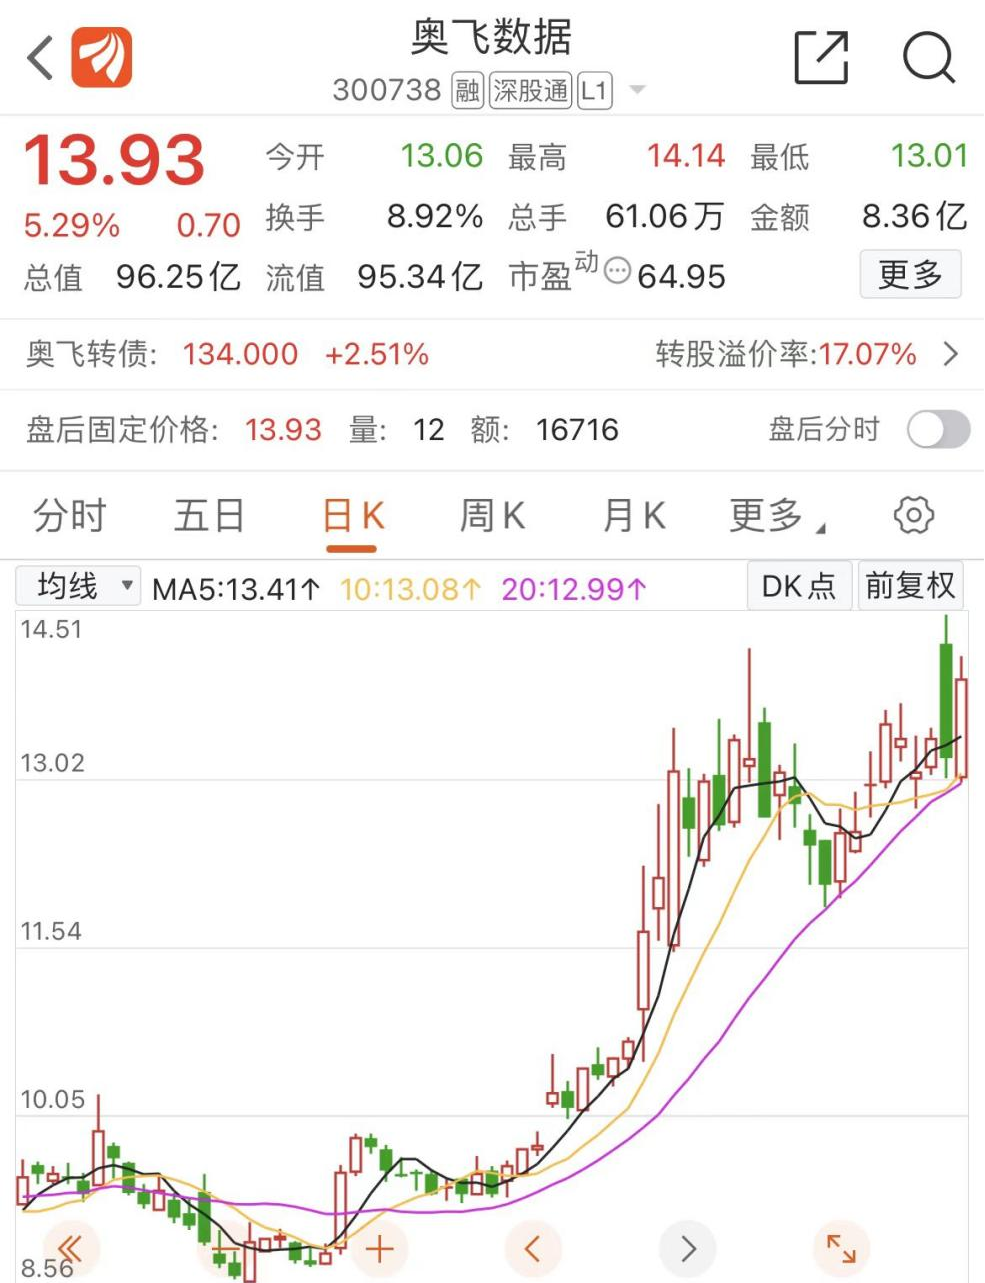 奥飞数据
300738 融 深股通 L1
13.93 今开 13.06 最高 14.14 最低 13.01
5.29% 0.70 换手 8.92% 总手 61.06万 金额 8.36亿
总值 96.25亿 流值 95.34亿 市盈动 64.95 更多
奥飞转债: 134.000 +2.51% 转股溢价率:17.07%
盘后固定价格: 13.93 量: 12 额: 16716 盘后分时
分时 五日 日K 周K 月K 更多
均线 MA5:13.41↑ 10:13.08↑ 20:12.99↑ DK点 前复权
14.51
13.02
11.54
10.05
8.56